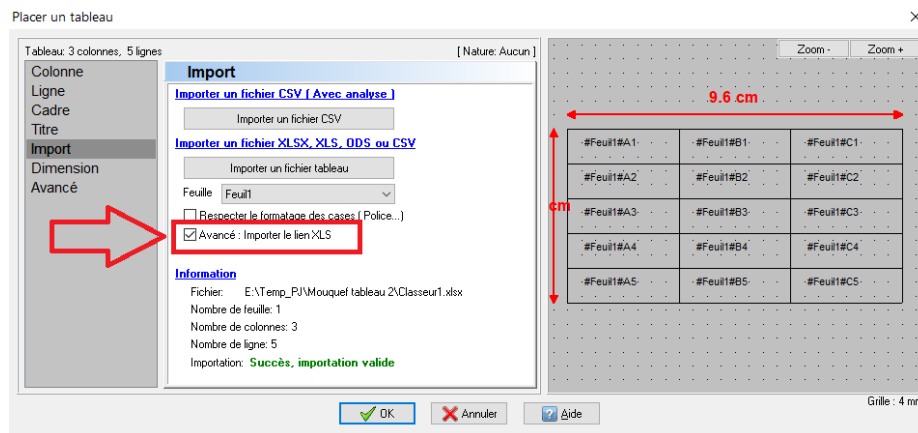 Placer un tableau
Tableau: 3 colonnes, 5 lignes
[ Nature: Aucun ]
Colonne
Ligne
Cadre
Titre
Import
Dimension
Avancé
Import
Importer un fichier CSV ( Avec analyse )
Importer un fichier CSV
Importer un fichier XLSX, XLS, ODS ou CSV
Importer un fichier tableau
Feuille Feuil1
Respecter le formatage des cases ( Police...)
Avancé : Importer le lien XLS
Information
Fichier: E:\Temp_PJ\Mouquef tableau 2\Classeur1.xlsx
Nombre de feuille: 1
Nombre de colonnes: 3
Nombre de ligne: 5
Importation: Succès, importation valide
Zoom - Zoom +
9.6 cm
cm
#Feuil1#A1 #Feuil1#B1 #Feuil1#C1
#Feuil1#A2 #Feuil1#B2 #Feuil1#C2
#Feuil1#A3 #Feuil1#B3 #Feuil1#C3
#Feuil1#A4 #Feuil1#B4 #Feuil1#C4
#Feuil1#A5 #Feuil1#B5 #Feuil1#C5
Grille : 4 mm
OK Annuler Aide